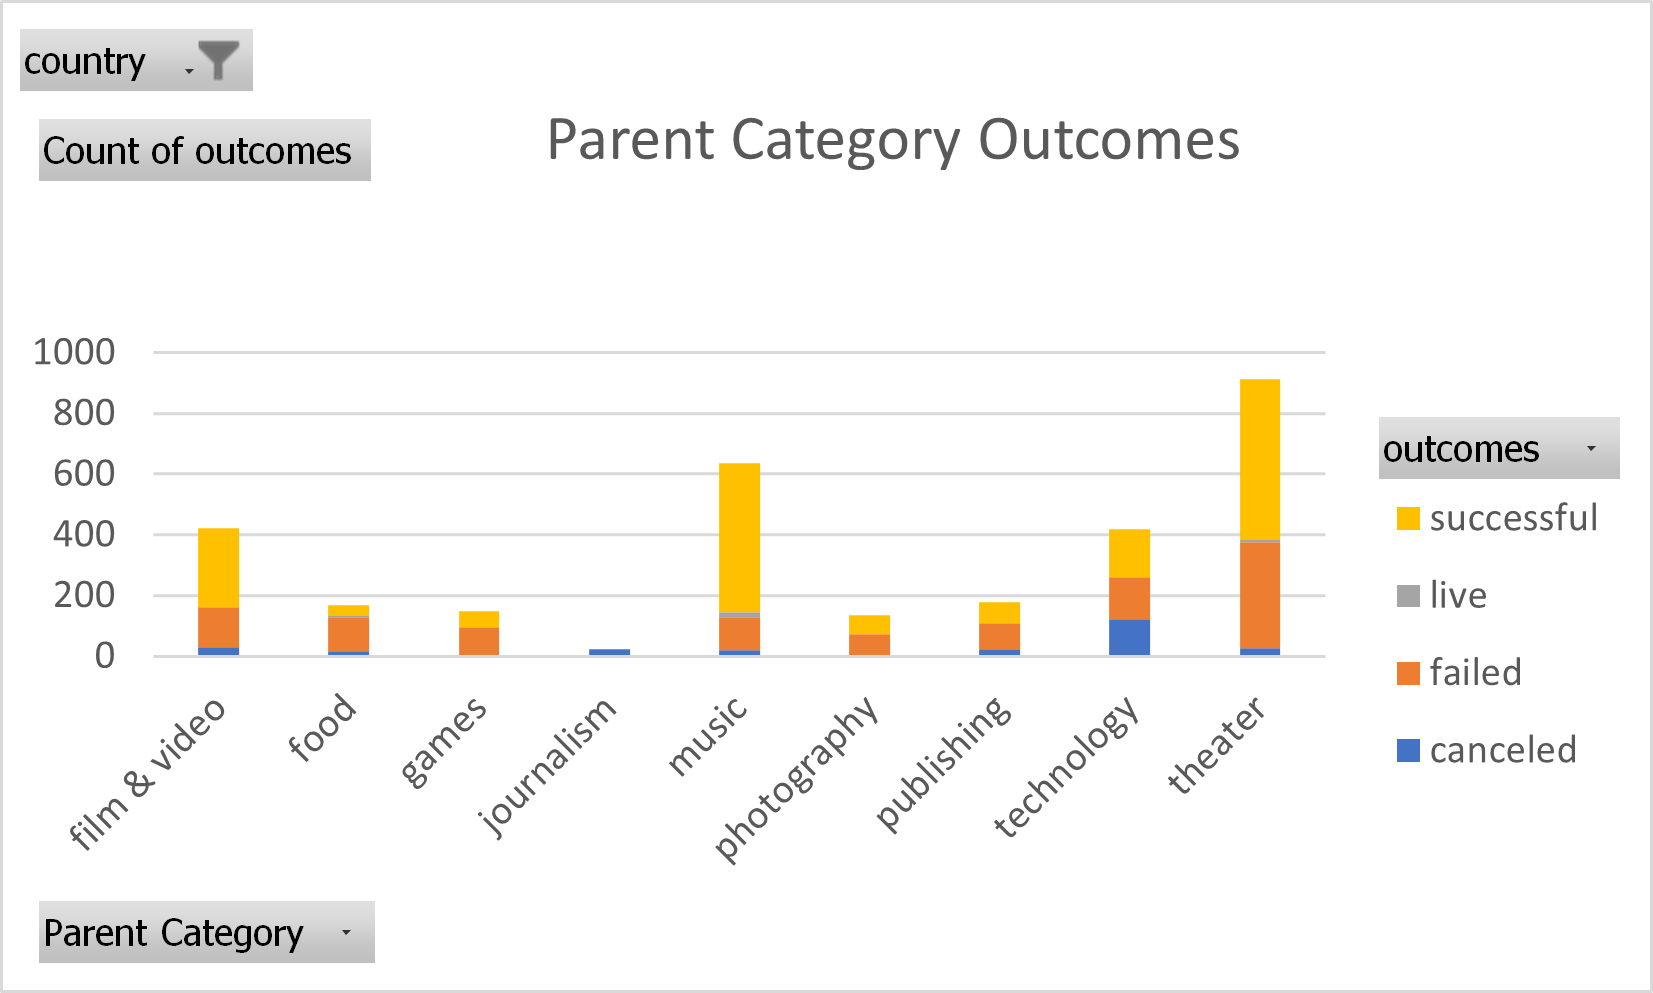 country
Count of outcomes
Parent Category Outcomes
1000
800
600
400
200
0
film & video
food
games
journalism
music
photography
publishing
technology
theater
outcomes
successful
live
failed
canceled
Parent Category